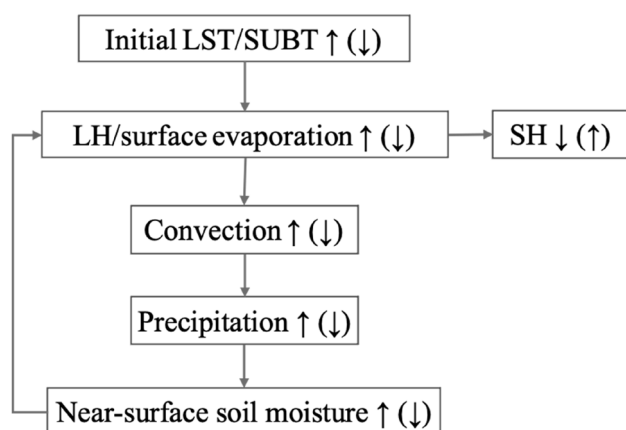 Initial LST/SUBT ↑ (↓)
LH/surface evaporation ↑ (↓)
SH ↓ (↑)
Convection ↑ (↓)
Precipitation ↑ (↓)
Near-surface soil moisture ↑ (↓)